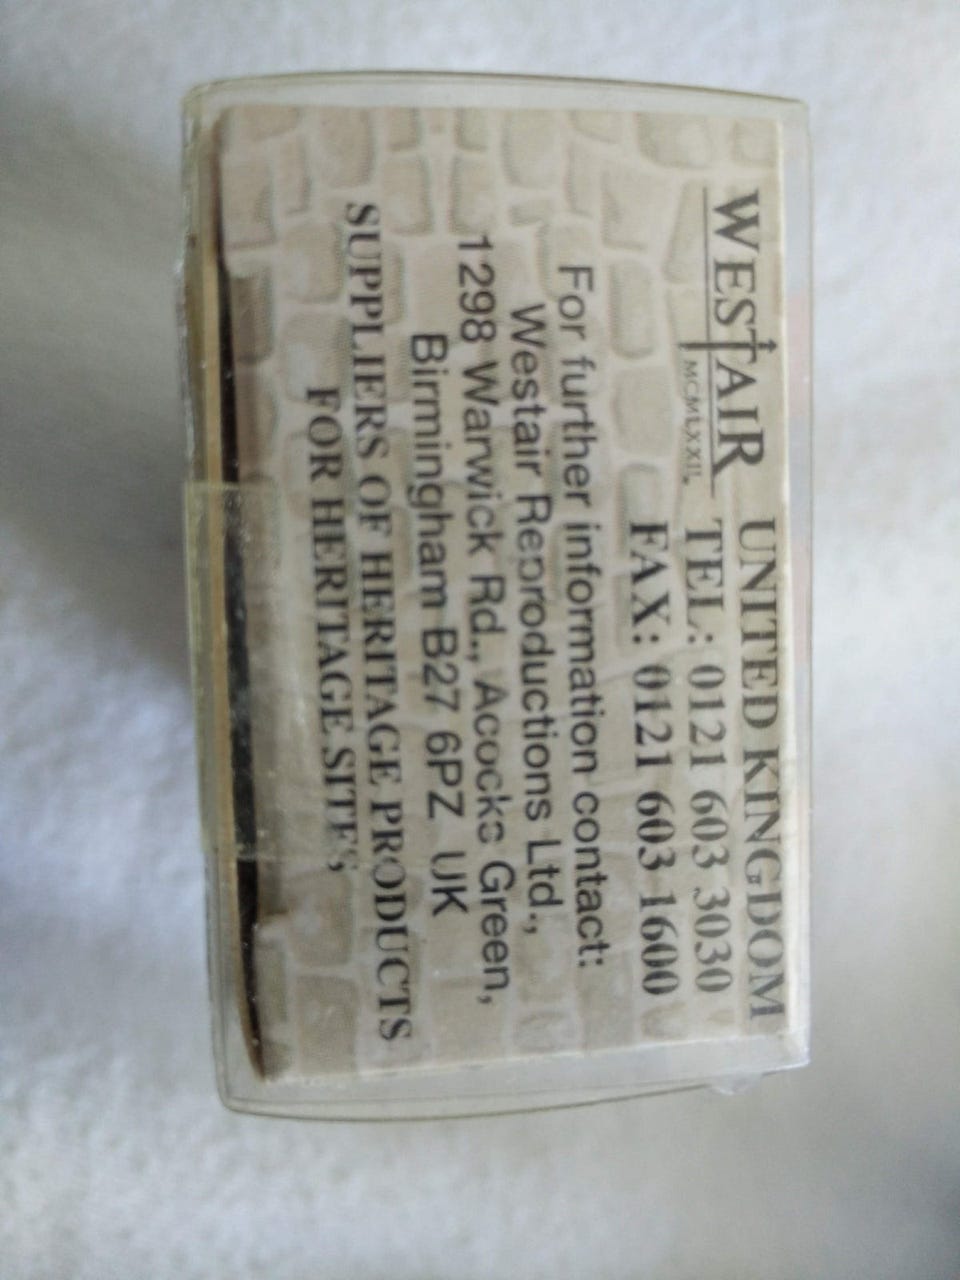 WESTAIR
MCMLXXII
UNITED KINGDOM
TEL: 0121 603 3030
FAX: 0121 603 1600
For further information contact:
Westair Reproductions Ltd.,
1298 Warwick Rd., Acocks Green,
Birmingham B27 6PZ UK
SUPPLIERS OF HERITAGE PRODUCTS
FOR HERITAGE SITES